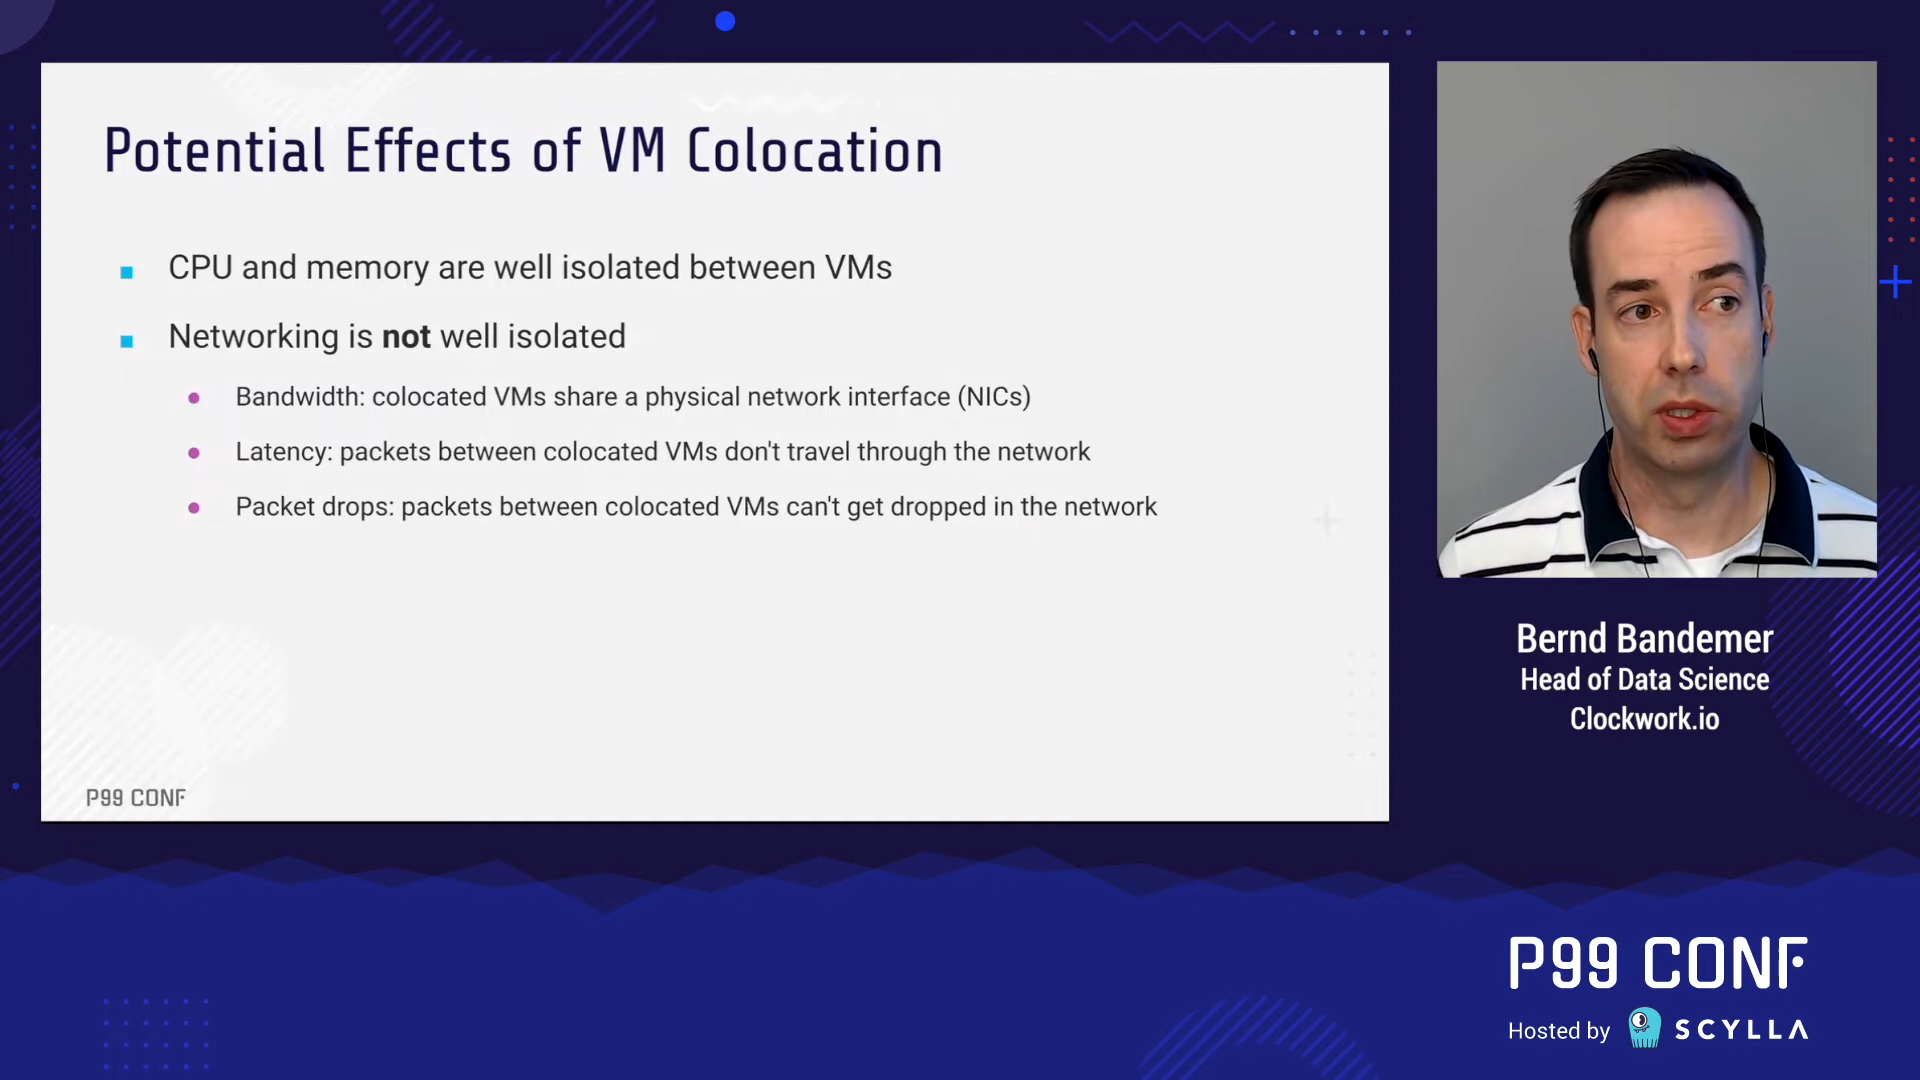 Potential Effects of VM Colocation
CPU and memory are well isolated between VMs
Networking is not well isolated
Bandwidth: colocated VMs share a physical network interface (NICs)
Latency: packets between colocated VMs don't travel through the network
Packet drops: packets between colocated VMs can't get dropped in the network
P99 CONF
Bernd Bandemer
Head of Data Science
Clockwork.io
P99 CONF
Hosted by SCYLLA